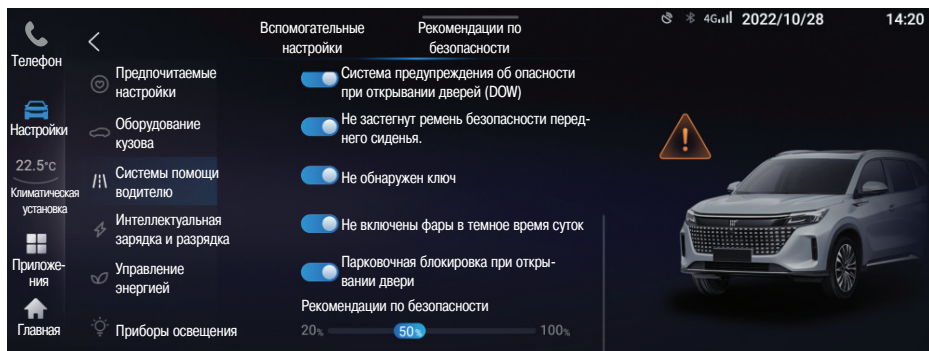 4G 2022/10/28 14:20
Телефон
Настройки
22.5°C
Климатическая
установка
Приложе-
ния
Главная
Предпочитаемые
настройки
Оборудование
кузова
Системы помощи
водителю
Интеллектуальная
зарядка и разрядка
Управление
энергией
Приборы освещения
Вспомогательные
настройки
Рекомендации по
безопасности
Система предупреждения об опасности
при открывании дверей (DOW)
Не застегнут ремень безопасности перед-
него сиденья.
Не обнаружен ключ
Не включены фары в темное время суток
Парковочная блокировка при откры-
вании двери
Рекомендации по безопасности
20% 50% 100%